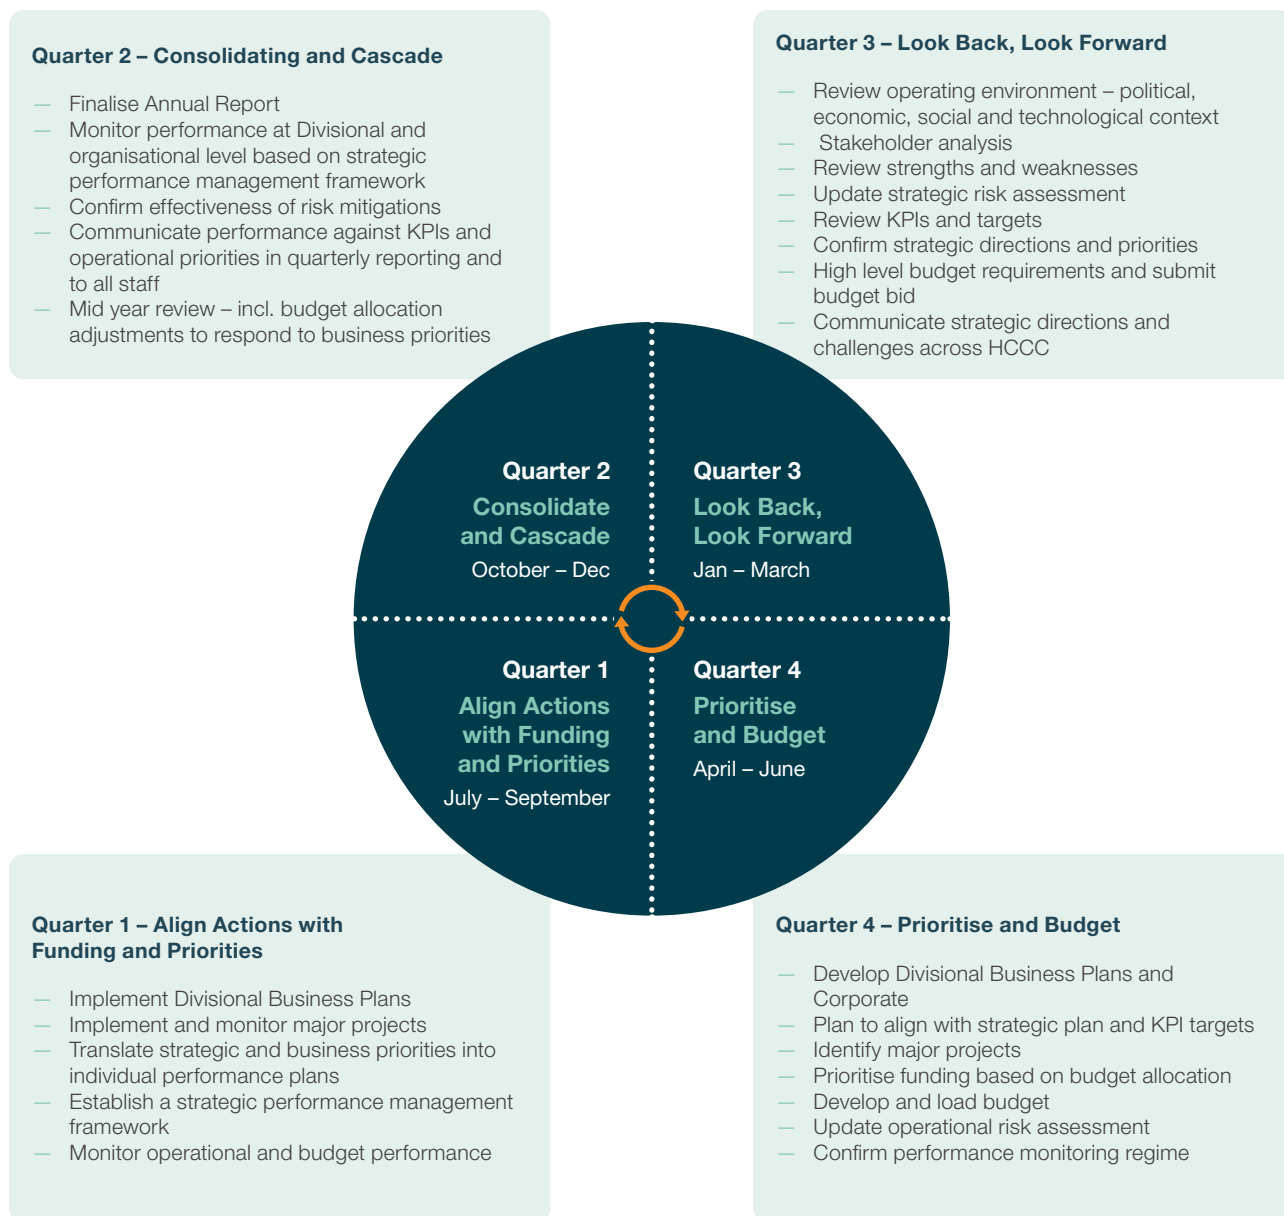 Quarter 2 – Consolidating and Cascade
— Finalise Annual Report
— Monitor performance at Divisional and
organisational level based on strategic
performance management framework
— Confirm effectiveness of risk mitigations
— Communicate performance against KPIs and
operational priorities in quarterly reporting and
to all staff
— Mid year review – incl. budget allocation
adjustments to respond to business priorities
Quarter 3 – Look Back, Look Forward
— Review operating environment – political,
economic, social and technological context
— Stakeholder analysis
— Review strengths and weaknesses
— Update strategic risk assessment
— Review KPIs and targets
— Confirm strategic directions and priorities
— High level budget requirements and submit
budget bid
— Communicate strategic directions and
challenges across HCCC
Quarter 2
Consolidate
and Cascade
October – Dec
Quarter 3
Look Back,
Look Forward
Jan – March
Quarter 1
Align Actions
with Funding
and Priorities
July – September
Quarter 4
Prioritise
and Budget
April – June
Quarter 1 – Align Actions with
Funding and Priorities
— Implement Divisional Business Plans
— Implement and monitor major projects
— Translate strategic and business priorities into
individual performance plans
— Establish a strategic performance management
framework
— Monitor operational and budget performance
Quarter 4 – Prioritise and Budget
— Develop Divisional Business Plans and
Corporate
— Plan to align with strategic plan and KPI targets
— Identify major projects
— Prioritise funding based on budget allocation
— Develop and load budget
— Update operational risk assessment
— Confirm performance monitoring regime